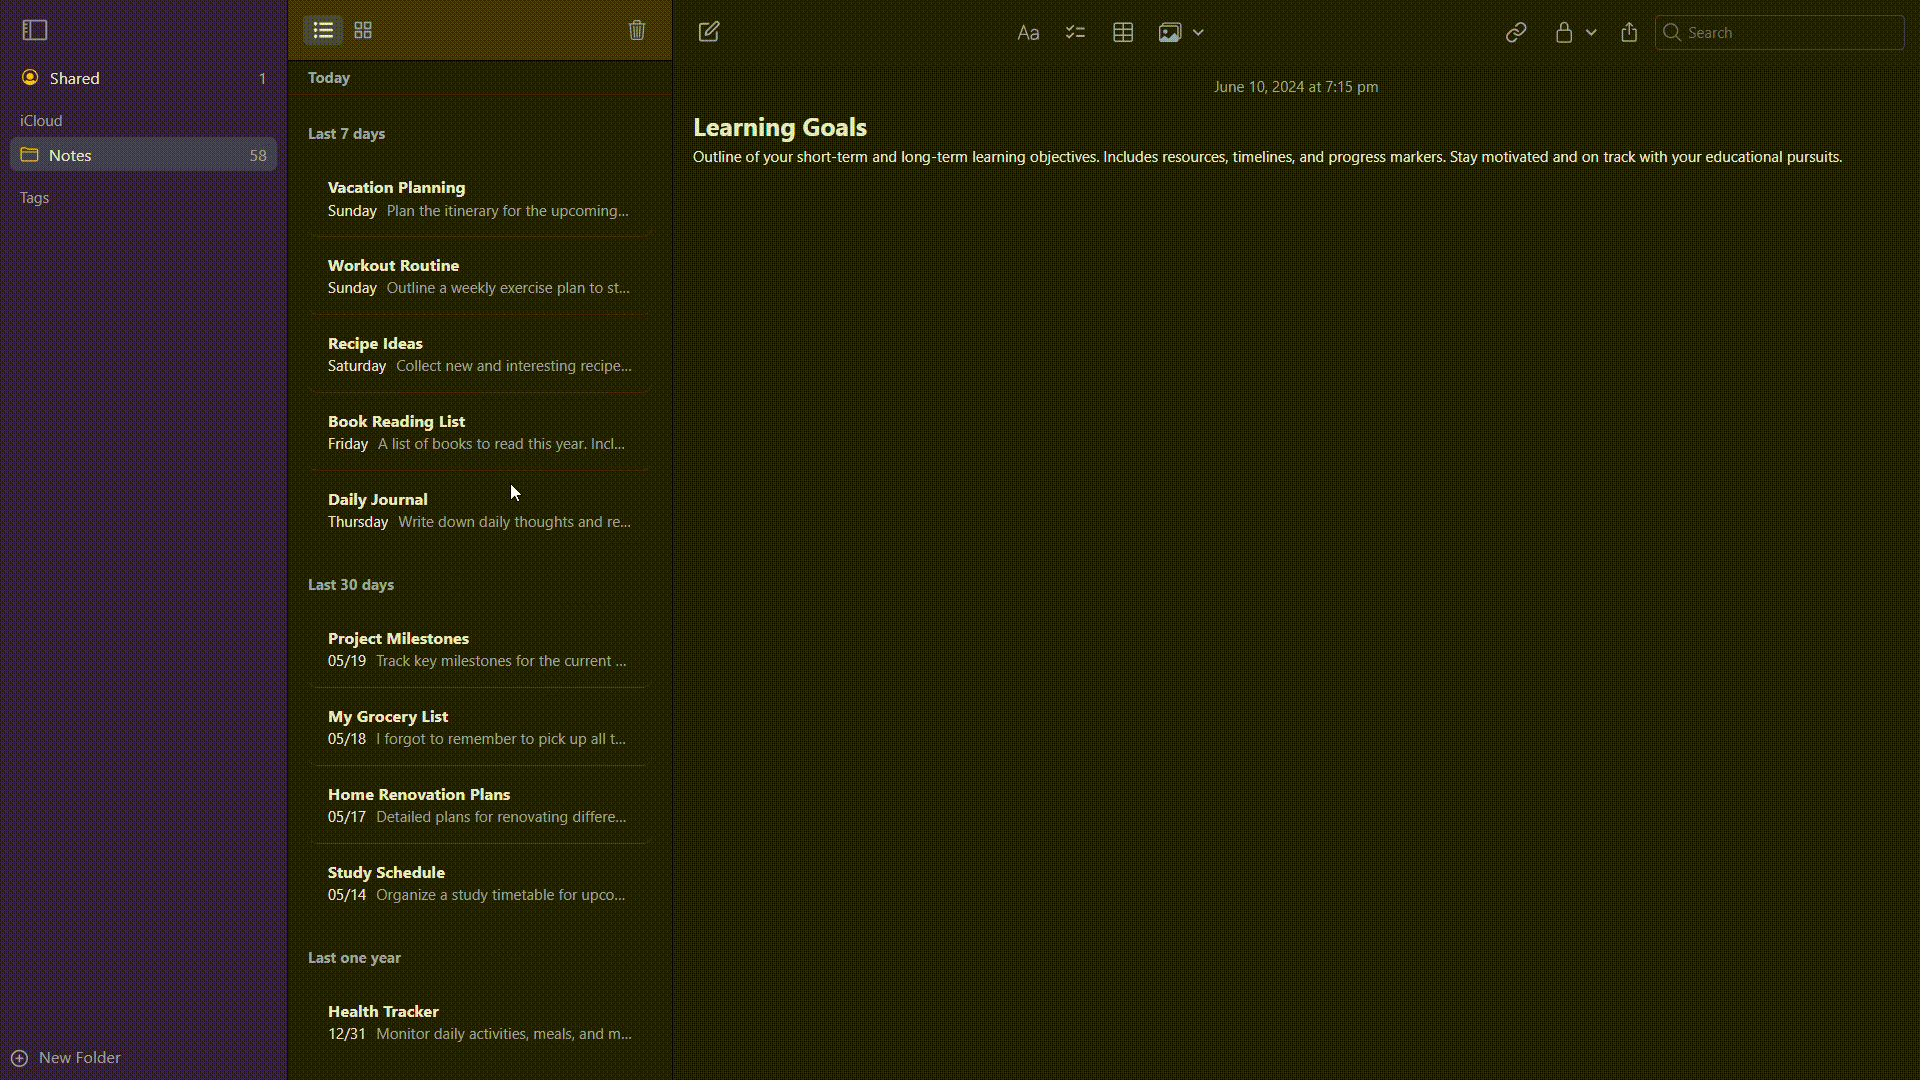 Shared 1
iCloud
Notes 58
Tags
New Folder
Today
Last 7 days
Vacation Planning
Sunday Plan the itinerary for the upcoming...
Workout Routine
Sunday Outline a weekly exercise plan to st...
Recipe Ideas
Saturday Collect new and interesting recipe...
Book Reading List
Friday A list of books to read this year. Incl...
Daily Journal
Thursday Write down daily thoughts and re...
Last 30 days
Project Milestones
05/19 Track key milestones for the current ...
My Grocery List
05/18 I forgot to remember to pick up all t...
Home Renovation Plans
05/17 Detailed plans for renovating differe...
Study Schedule
05/14 Organize a study timetable for upco...
Last one year
Health Tracker
12/31 Monitor daily activities, meals, and m...
Aa
Search
June 10, 2024 at 7:15 pm
Learning Goals
Outline of your short-term and long-term learning objectives. Includes resources, timelines, and progress markers. Stay motivated and on track with your educational pursuits.